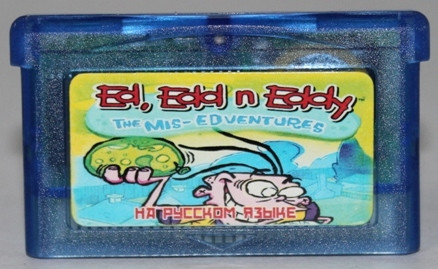 Ed, Edd n Eddy
THE MIS-EDVENTURES
НА РУССКОМ ЯЗЫКЕ